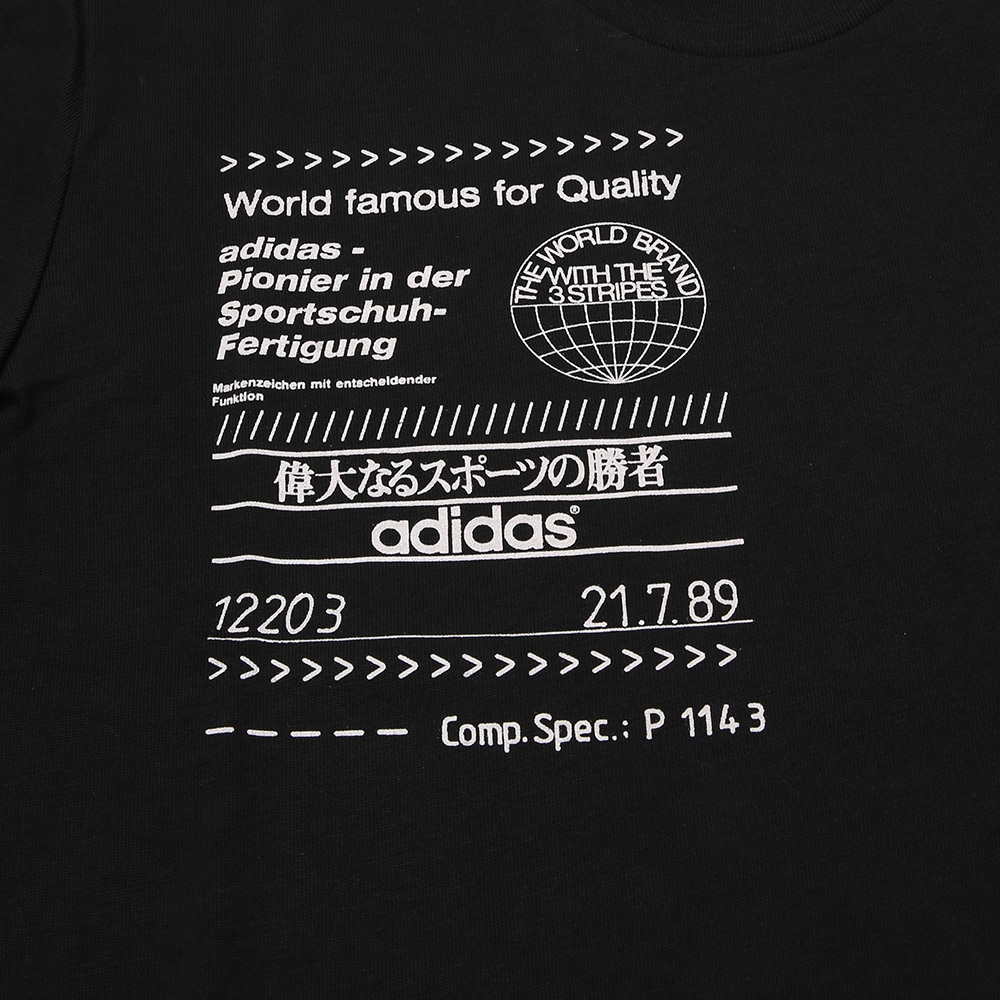 > > > > > > > > > > > > > > > > >
World famous for Quality
adidas -
Pionier in der
Sportschuh-
Fertigung
Markenzeichen mit entscheidender
Funktion
THE WORLD BRAND
WITH THE
3 STRIPES
偉大なるスポーツの勝者
adidas®
12203 21.7.89
> > > > > > > > > > > > > > > > >
- - - - - - Comp. Spec.: P 1143